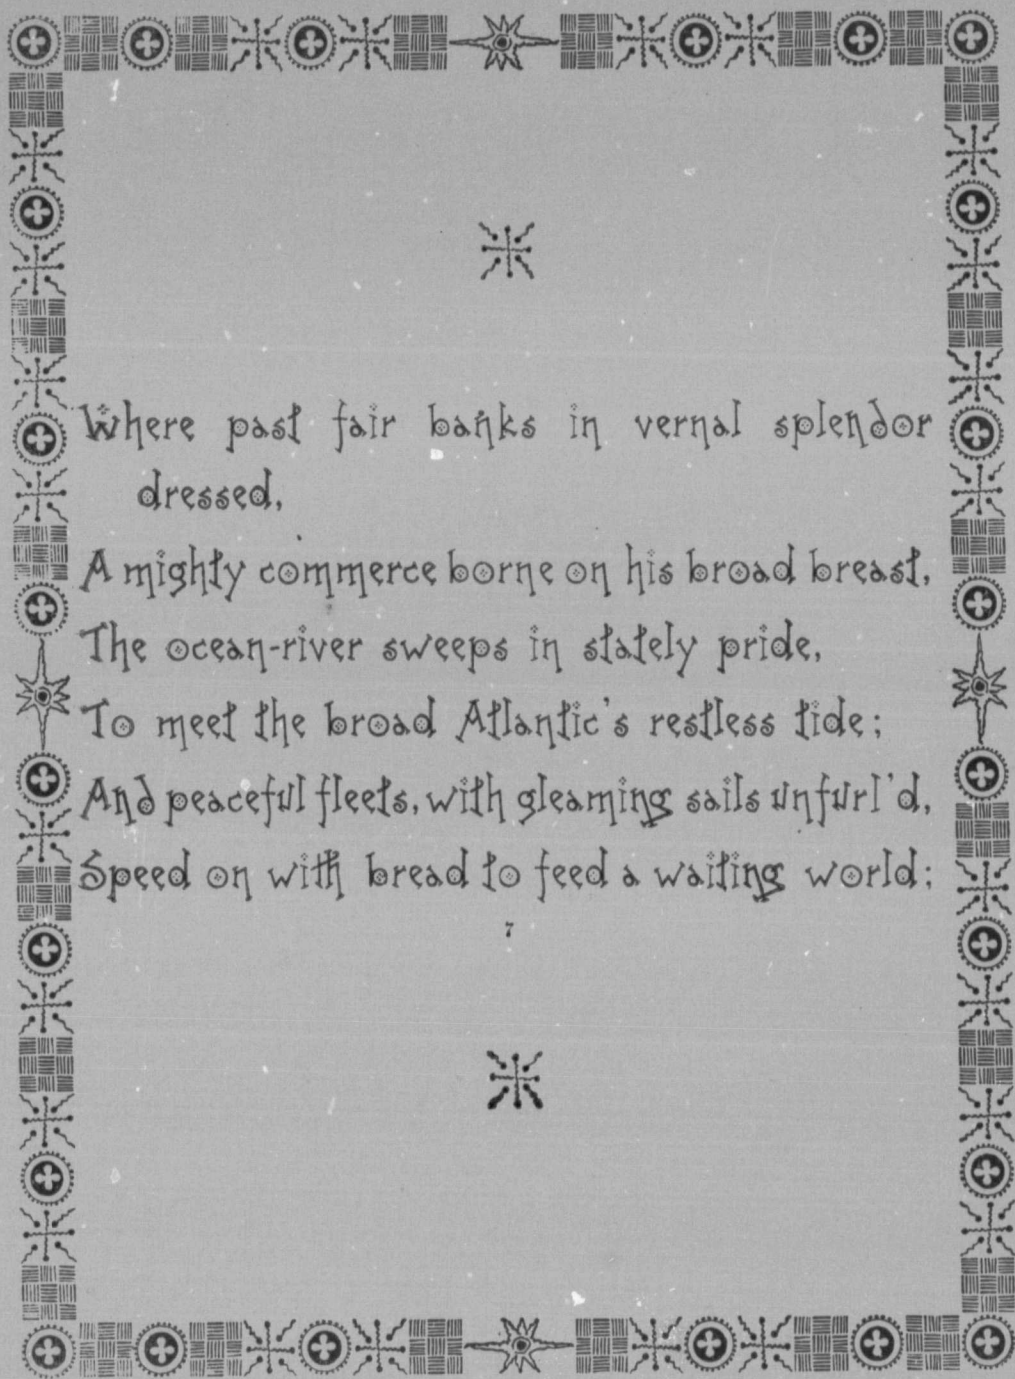 Where past fair banks in vernal splendor
dressed,
A mighty commerce borne on his broad breast,
The ocean-river sweeps in stately pride,
To meet the broad Atlantic's restless tide;
And peaceful fleets, with gleaming sails unfurl'd,
Speed on with bread to feed a waiting world;
7